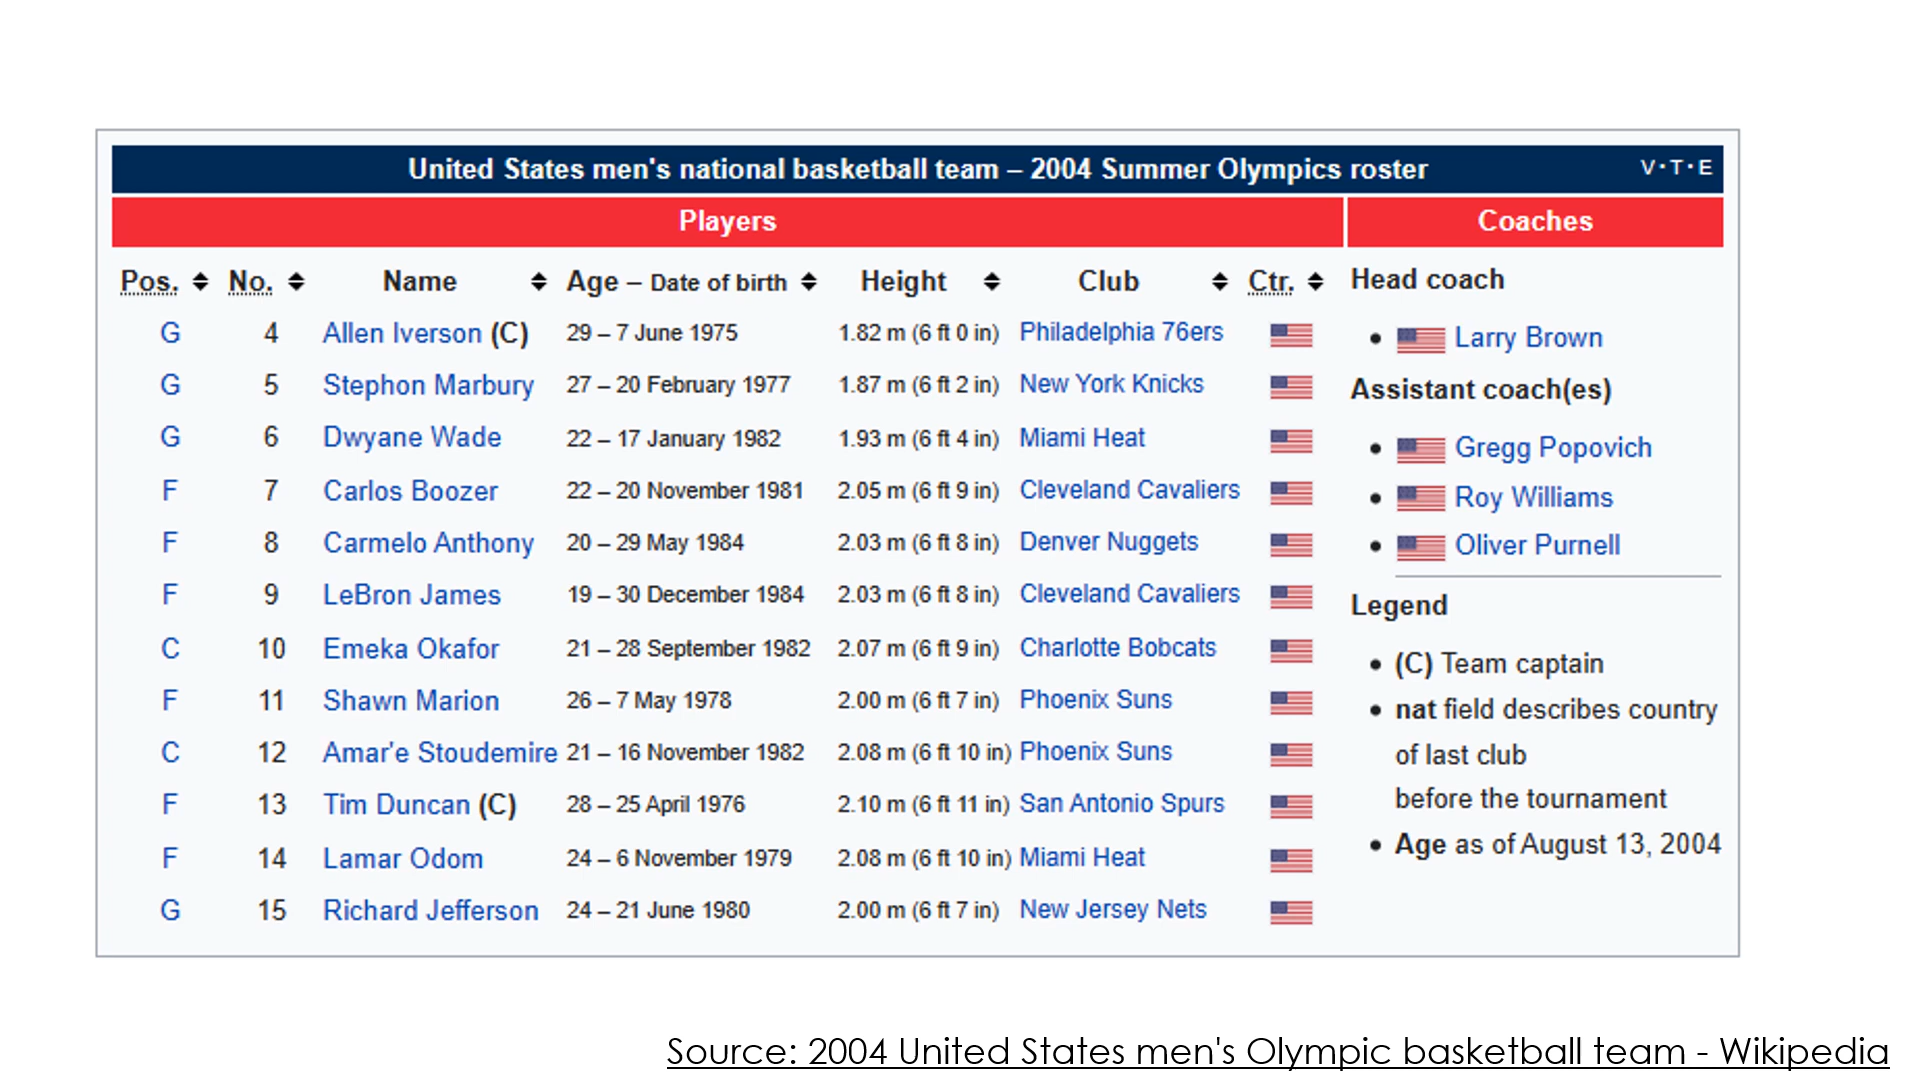 United States men's national basketball team – 2004 Summer Olympics roster V·T·E
Players Coaches
Pos. No. Name Age – Date of birth Height Club Ctr.
G 4 Allen Iverson (C) 29 – 7 June 1975 1.82 m (6 ft 0 in) Philadelphia 76ers
G 5 Stephon Marbury 27 – 20 February 1977 1.87 m (6 ft 2 in) New York Knicks
G 6 Dwyane Wade 22 – 17 January 1982 1.93 m (6 ft 4 in) Miami Heat
F 7 Carlos Boozer 22 – 20 November 1981 2.05 m (6 ft 9 in) Cleveland Cavaliers
F 8 Carmelo Anthony 20 – 29 May 1984 2.03 m (6 ft 8 in) Denver Nuggets
F 9 LeBron James 19 – 30 December 1984 2.03 m (6 ft 8 in) Cleveland Cavaliers
C 10 Emeka Okafor 21 – 28 September 1982 2.07 m (6 ft 9 in) Charlotte Bobcats
F 11 Shawn Marion 26 – 7 May 1978 2.00 m (6 ft 7 in) Phoenix Suns
C 12 Amar'e Stoudemire 21 – 16 November 1982 2.08 m (6 ft 10 in) Phoenix Suns
F 13 Tim Duncan (C) 28 – 25 April 1976 2.10 m (6 ft 11 in) San Antonio Spurs
F 14 Lamar Odom 24 – 6 November 1979 2.08 m (6 ft 10 in) Miami Heat
G 15 Richard Jefferson 24 – 21 June 1980 2.00 m (6 ft 7 in) New Jersey Nets
Head coach
• Larry Brown
Assistant coach(es)
• Gregg Popovich
• Roy Williams
• Oliver Purnell
Legend
• (C) Team captain
• nat field describes country
of last club
before the tournament
• Age as of August 13, 2004
Source: 2004 United States men's Olympic basketball team - Wikipedia